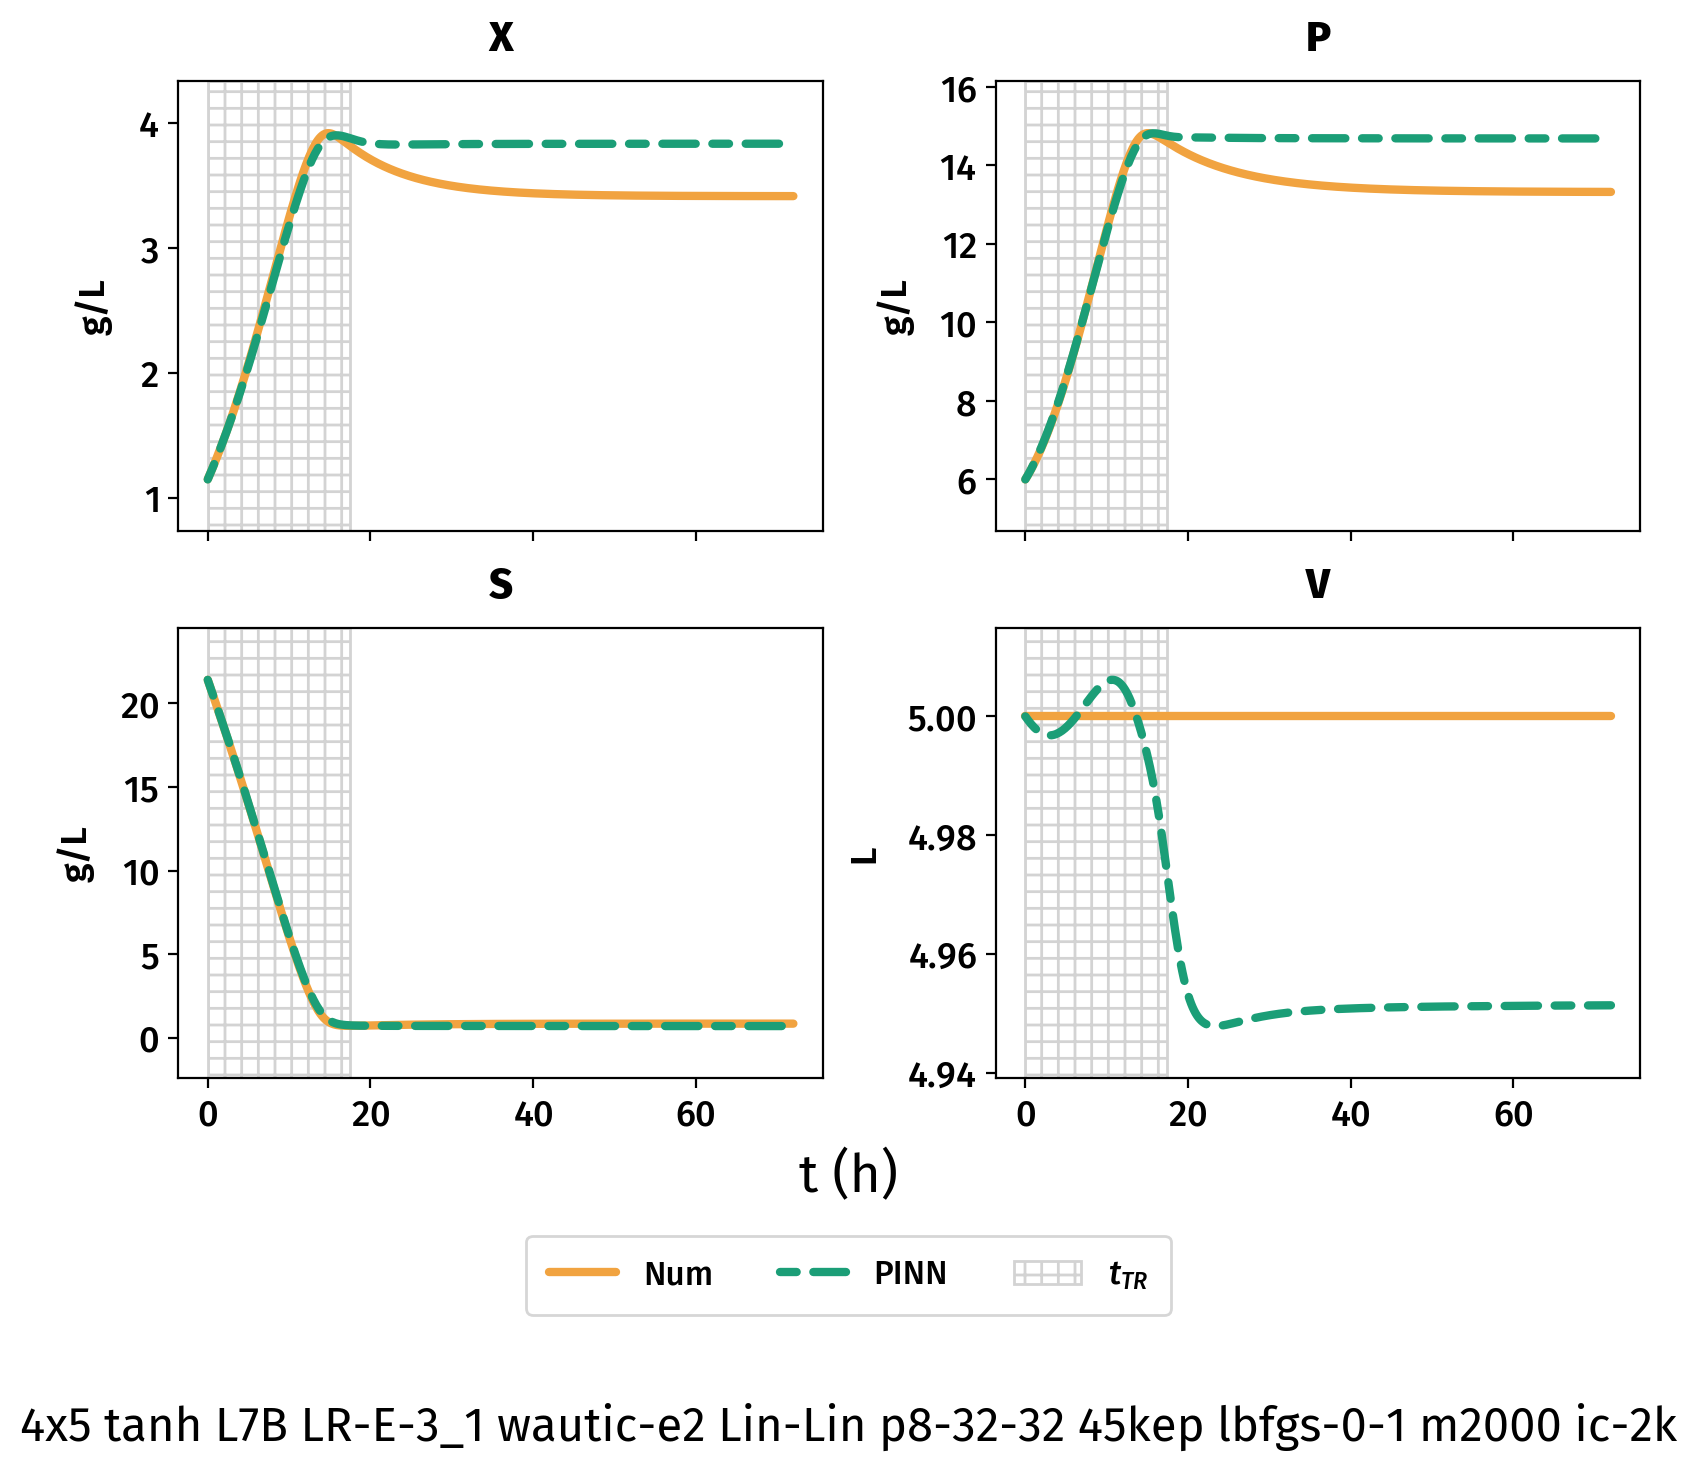 X
4
3
2
1
g/L
P
16
14
12
10
8
6
g/L
S
20
15
10
5
0
g/L
0 20 40 60
V
5.00
4.98
4.96
4.94
L
0 20 40 60
t (h)
Num PINN tTR
4x5 tanh L7B LR-E-3_1 wautic-e2 Lin-Lin p8-32-32 45kep lbfgs-0-1 m2000 ic-2k